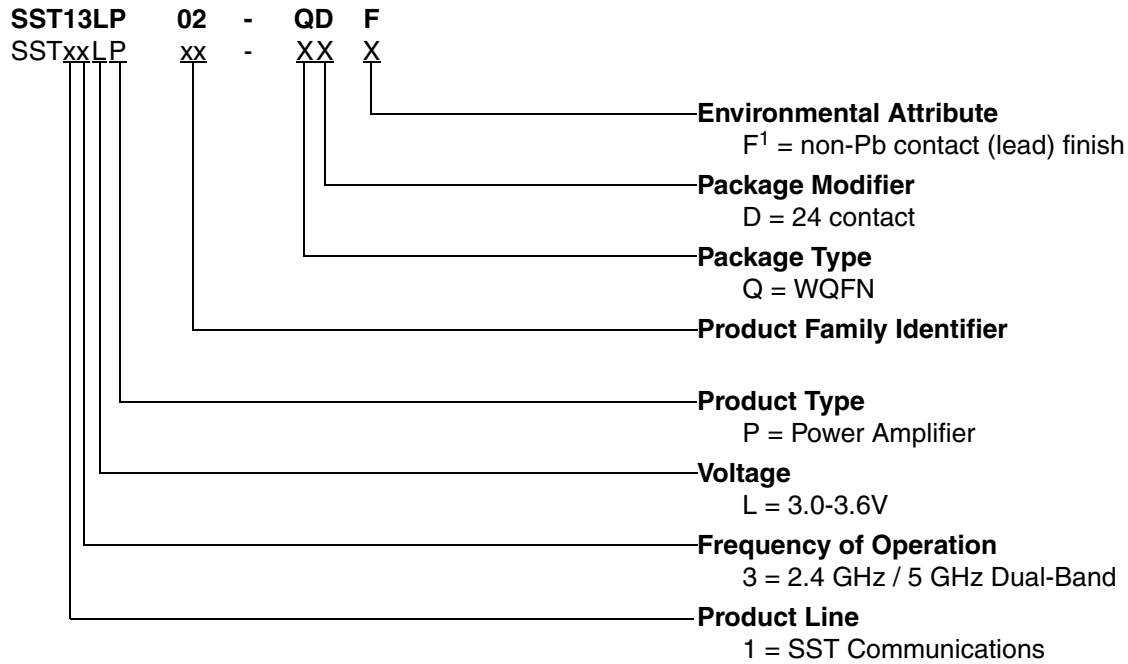 SST13LP 02 - QD F
SSTxxLP xx - XX X
Environmental Attribute
F1 = non-Pb contact (lead) finish
Package Modifier
D = 24 contact
Package Type
Q = WQFN
Product Family Identifier
Product Type
P = Power Amplifier
Voltage
L = 3.0-3.6V
Frequency of Operation
3 = 2.4 GHz / 5 GHz Dual-Band
Product Line
1 = SST Communications